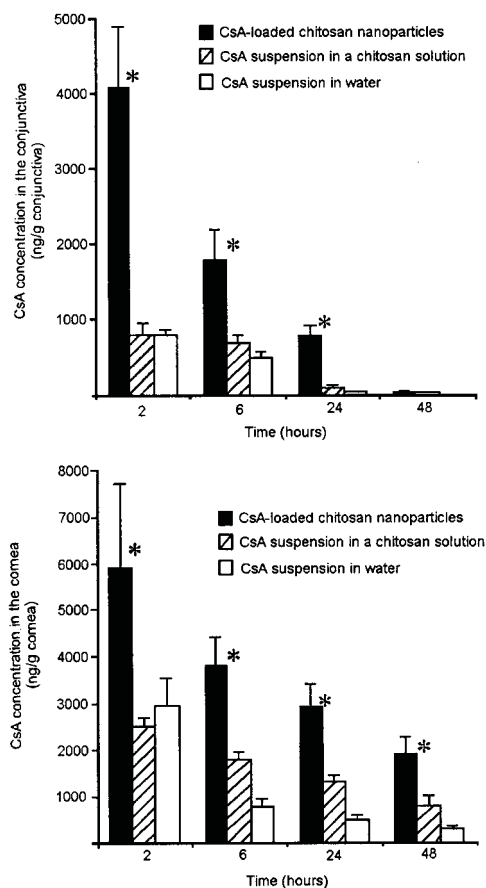 5000
4000
3000
2000
1000
CsA concentration in the conjunctiva
(ng/g conjunctiva)
CsA-loaded chitosan nanoparticles
CsA suspension in a chitosan solution
CsA suspension in water
*
*
*
2 6 24 48
Time (hours)
8000
7000
6000
5000
4000
3000
2000
1000
CsA concentration in the cornea
(ng/g cornea)
CsA-loaded chitosan nanoparticles
CsA suspension in a chitosan solution
CsA suspension in water
*
*
*
*
2 6 24 48
Time (hours)